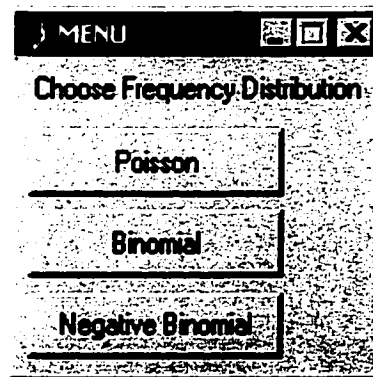 MENU
Choose Frequency Distribution
Poisson
Binomial
Negative Binomial